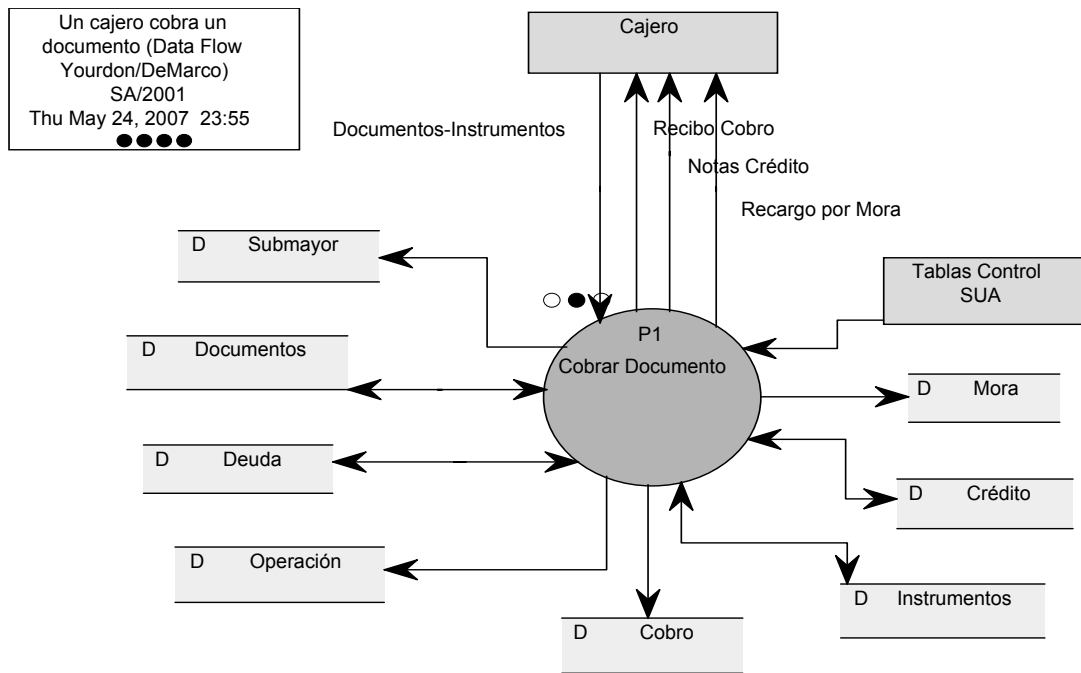 Un cajero cobra un
documento (Data Flow
Yourdon/DeMarco)
SA/2001
Thu May 24, 2007 23:55
Cajero
Documentos-Instrumentos
Recibo Cobro
Notas Crédito
Recargo por Mora
D Submayor
Tablas Control
SUA
P1
Cobrar Documento
D Documentos
D Mora
D Deuda
D Crédito
D Operación
D Instrumentos
D Cobro